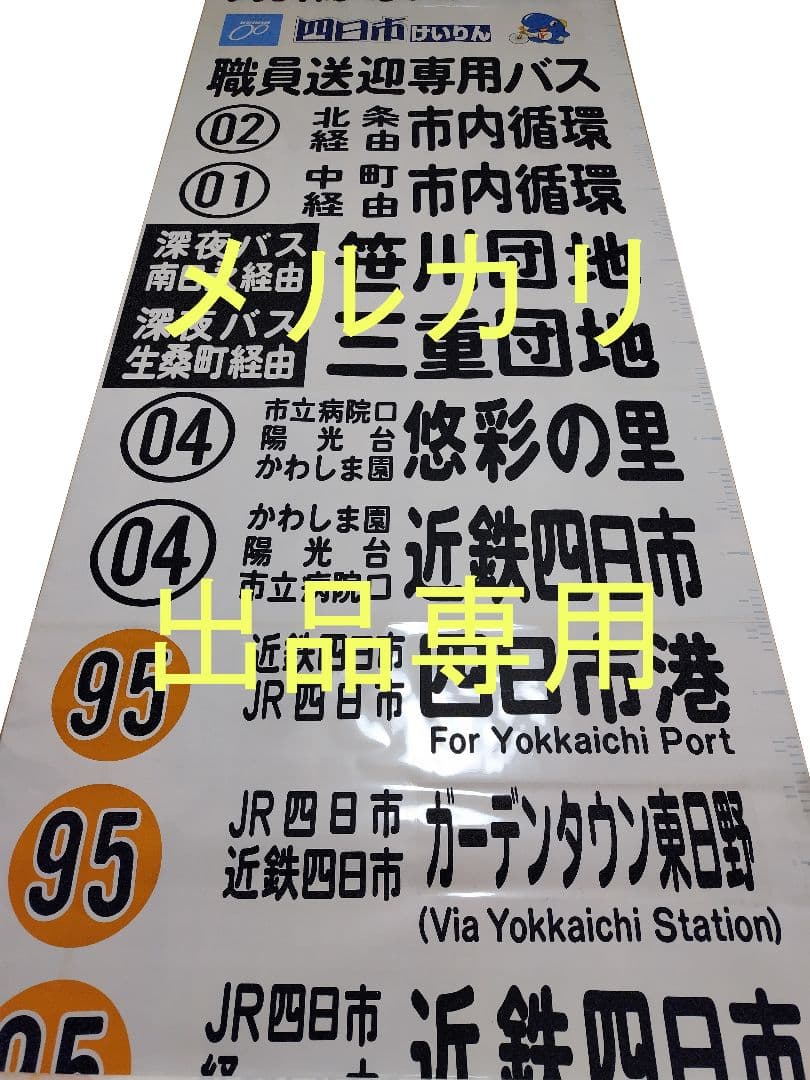 四日市けいりん
職員送迎専用バス
02 北条経由 市内循環
01 中町経由 市内循環
深夜バス 笹川団地
南日永経由
メルカリ
深夜バス 三重団地
生桑町経由
04 市立病院口 悠彩の里
陽光台
かわしま園
04 かわしま園 近鉄四日市
陽光台
市立病院口
出品専用
95 近鉄四日市 四日市港
JR四日市
For Yokkaichi Port
95 JR四日市 ガーデンタウン東日野
近鉄四日市
(Via Yokkaichi Station)
95 JR四日市 近鉄四日市